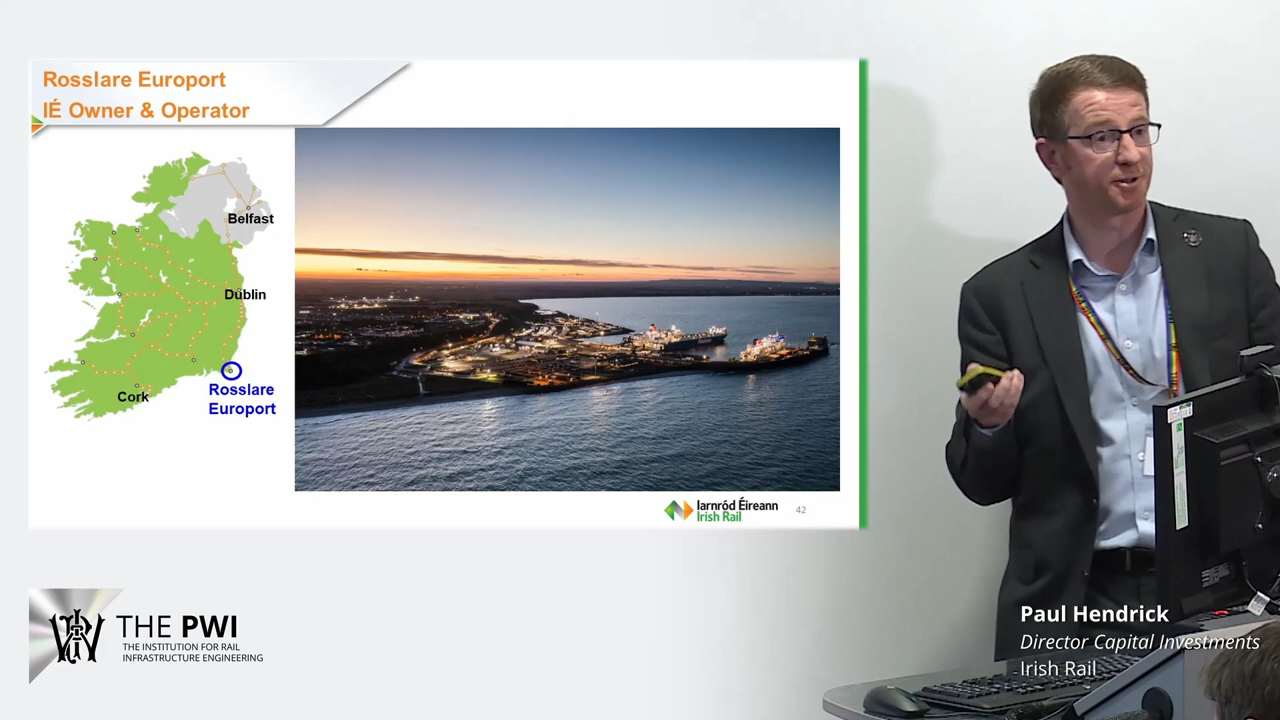 Rosslare Europort
IÉ Owner & Operator
Belfast
Dublin
Cork
Rosslare
Europort
Iarnród Éireann
Irish Rail
42
THE PWI
THE INSTITUTION FOR RAIL
INFRASTRUCTURE ENGINEERING
Paul Hendrick
Director Capital Investments
Irish Rail